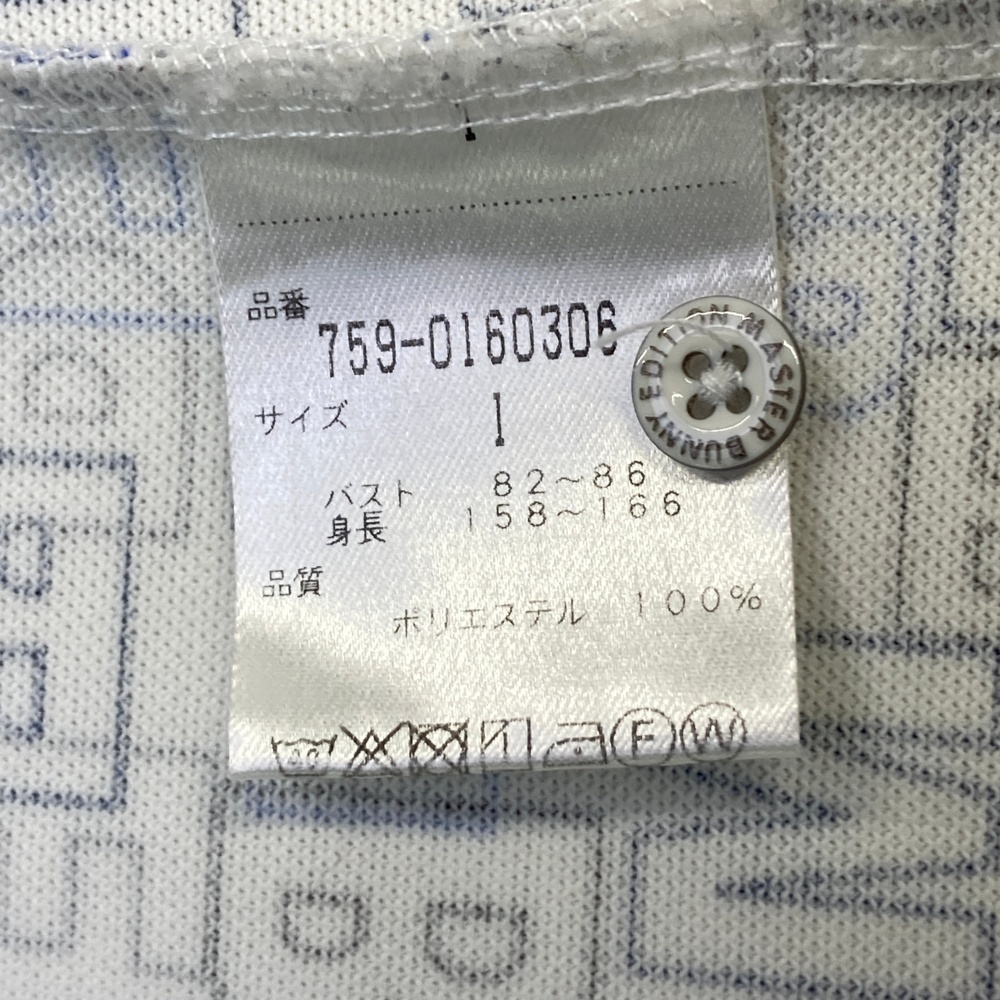 品番
759-0160306
サイズ 1
バスト 82～86
身長 158～166
品質
ポリエステル 100%
F W
MASTER BUNNY EDITION